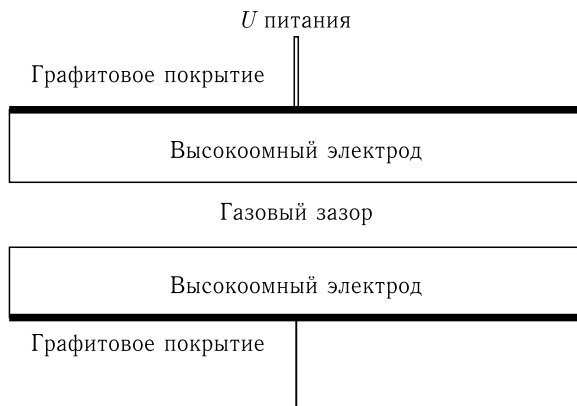 U питания
Графитовое покрытие
Высокоомный электрод
Газовый зазор
Высокоомный электрод
Графитовое покрытие